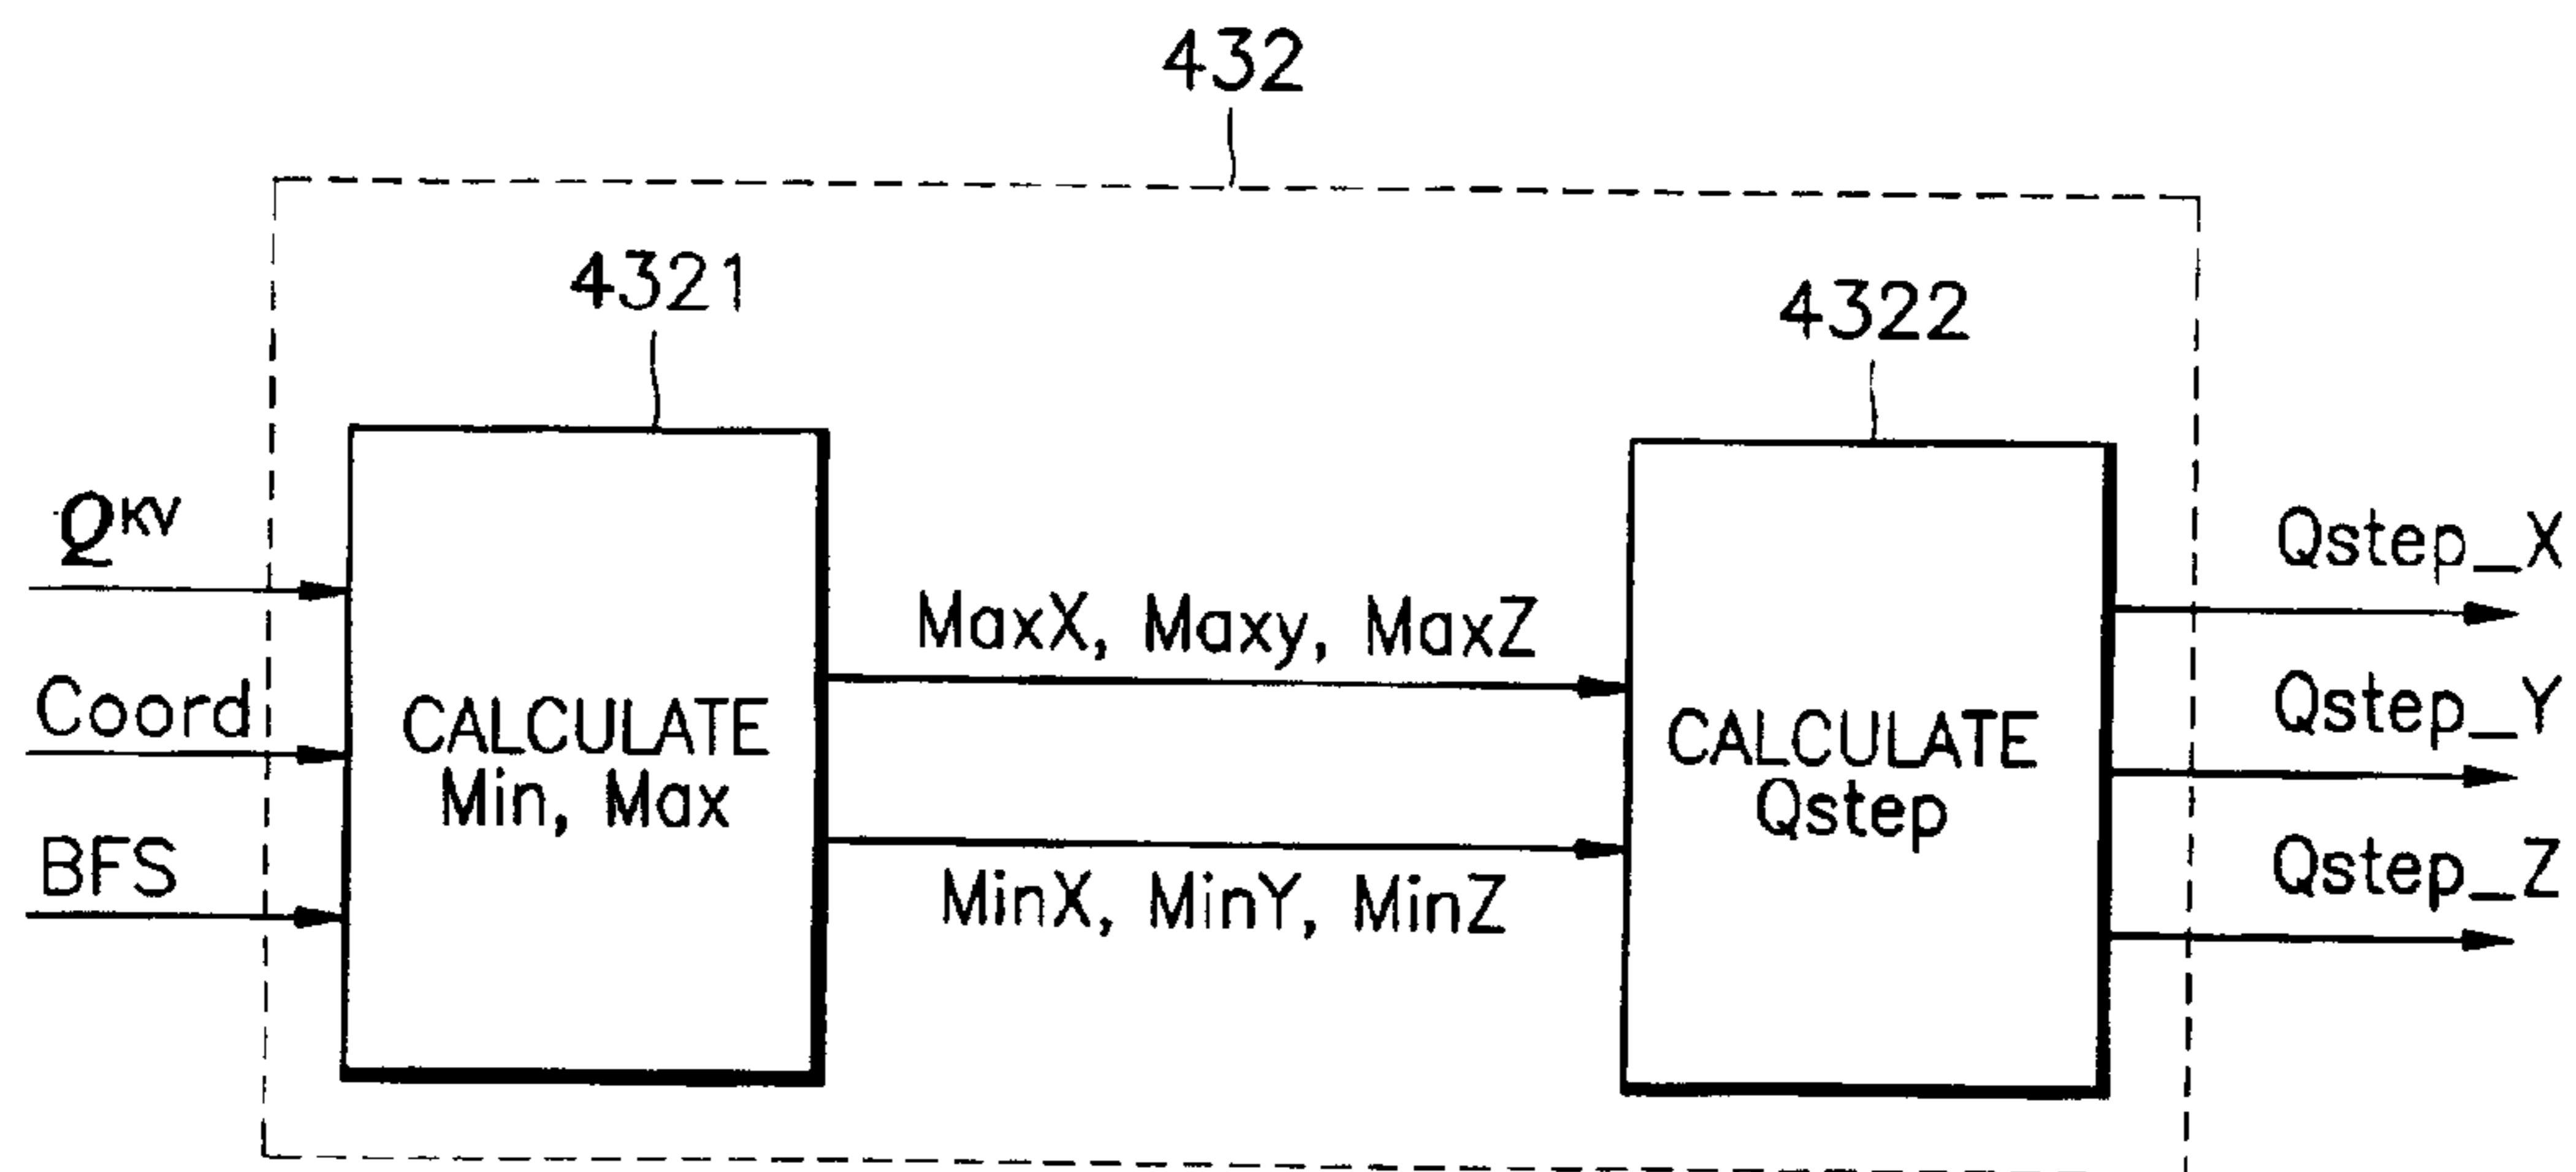 432
4321
4322
Q^KV
Coord
BFS
CALCULATE
Min, Max
MaxX, Maxy, MaxZ
MinX, MinY, MinZ
CALCULATE
Qstep
Qstep_X
Qstep_Y
Qstep_Z